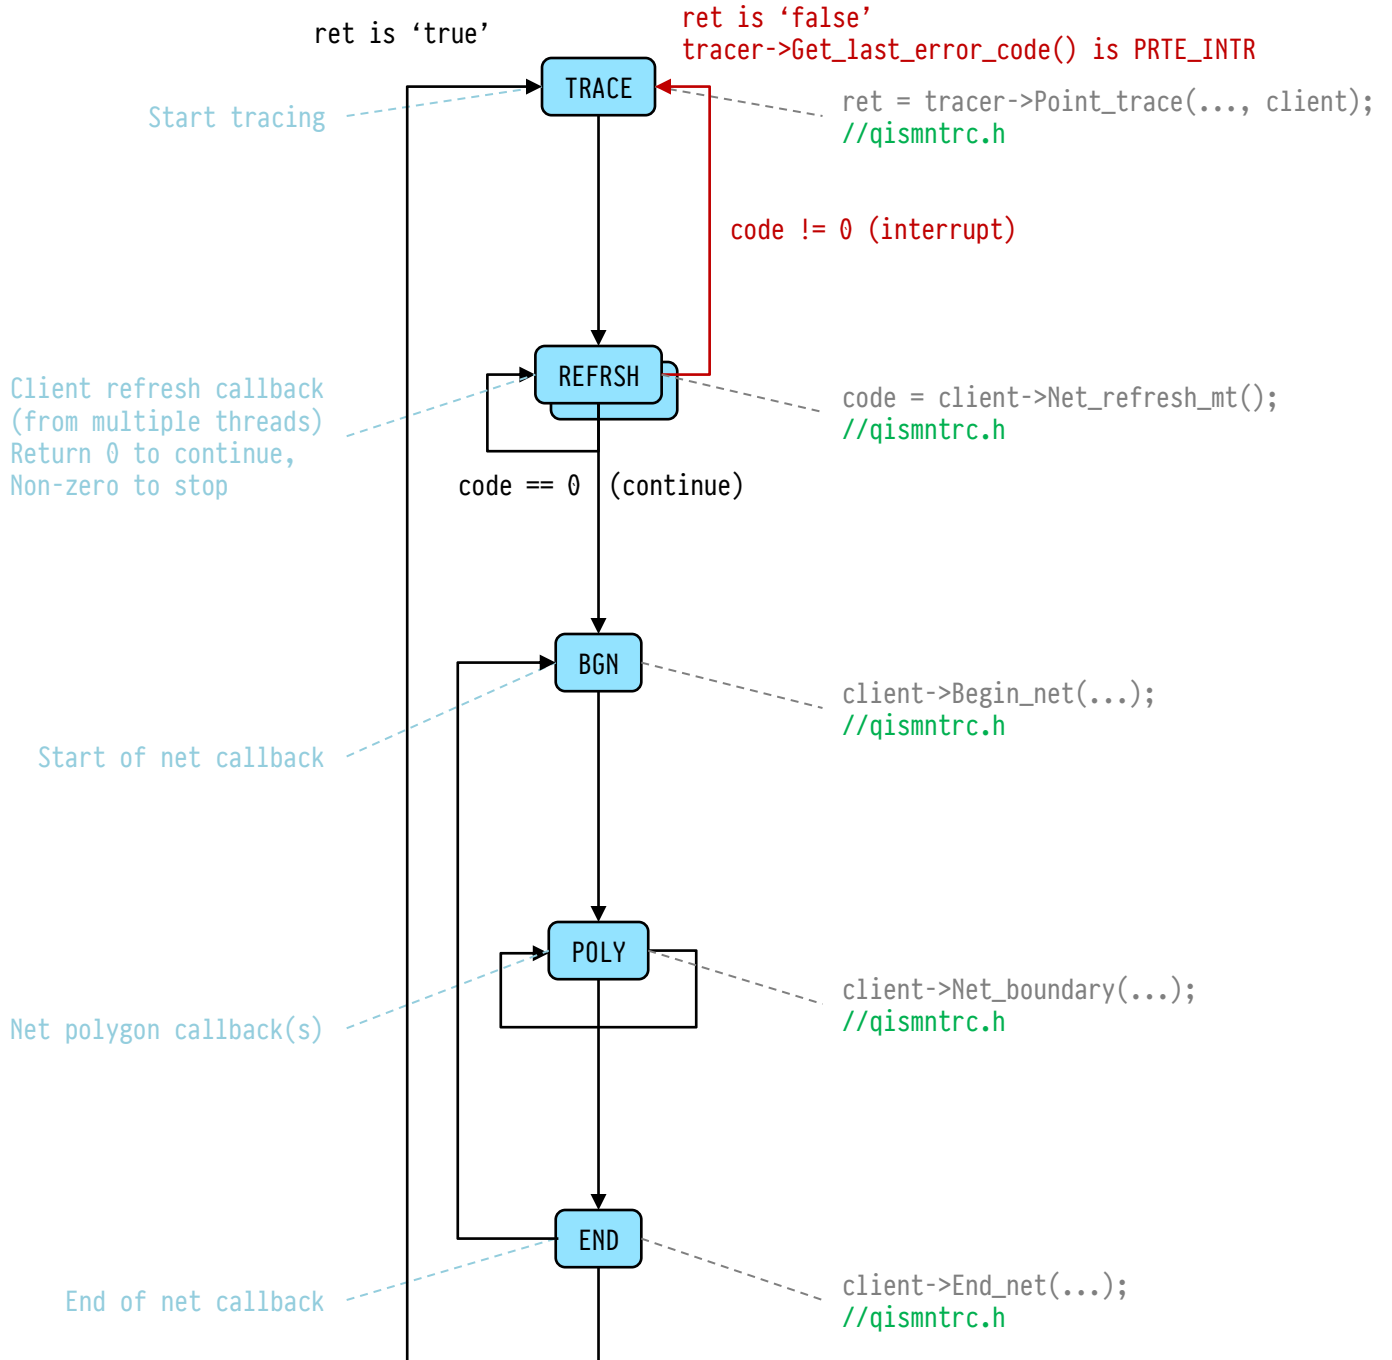 ret is ‘true’
ret is ‘false’
tracer->Get_last_error_code() is PRTE_INTR
TRACE
Start tracing
ret = tracer->Point_trace(..., client);
//qismntrc.h
code != 0 (interrupt)
REFRSH
Client refresh callback
(from multiple threads)
Return 0 to continue,
Non-zero to stop
code = client->Net_refresh_mt();
//qismntrc.h
code == 0 (continue)
BGN
client->Begin_net(...);
//qismntrc.h
Start of net callback
POLY
client->Net_boundary(...);
//qismntrc.h
Net polygon callback(s)
END
client->End_net(...);
//qismntrc.h
End of net callback